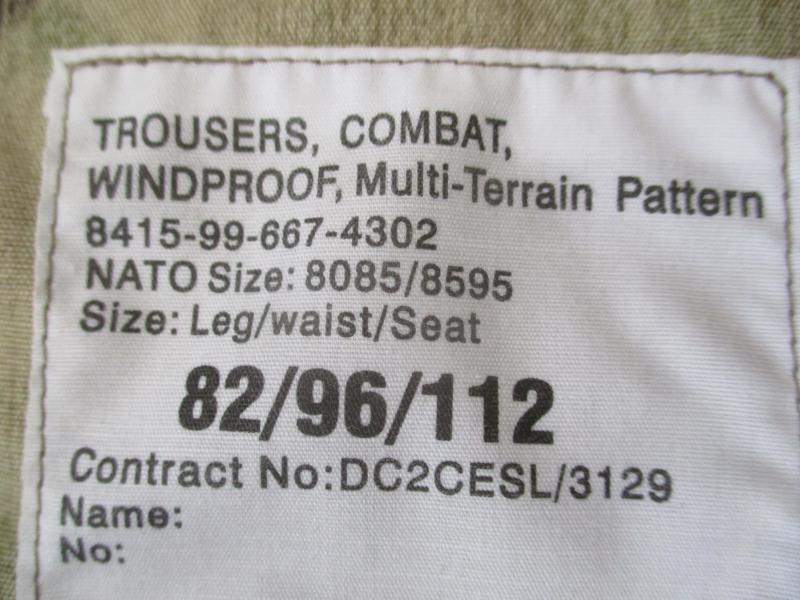 TROUSERS, COMBAT,
WINDPROOF, Multi-Terrain Pattern
8415-99-667-4302
NATO Size: 8085/8595
Size: Leg/waist/Seat
82/96/112
Contract No:DC2CESL/3129
Name:
No: